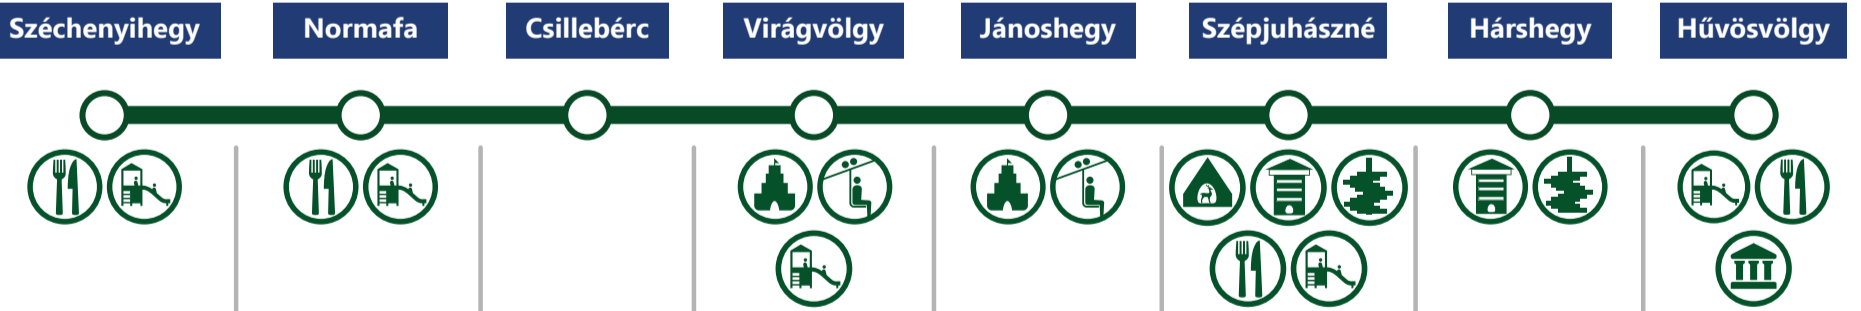 Széchenyihegy
Normafa
Csillebérc
Virágvölgy
Jánoshegy
Szépjuhászné
Hárshegy
Hűvösvölgy